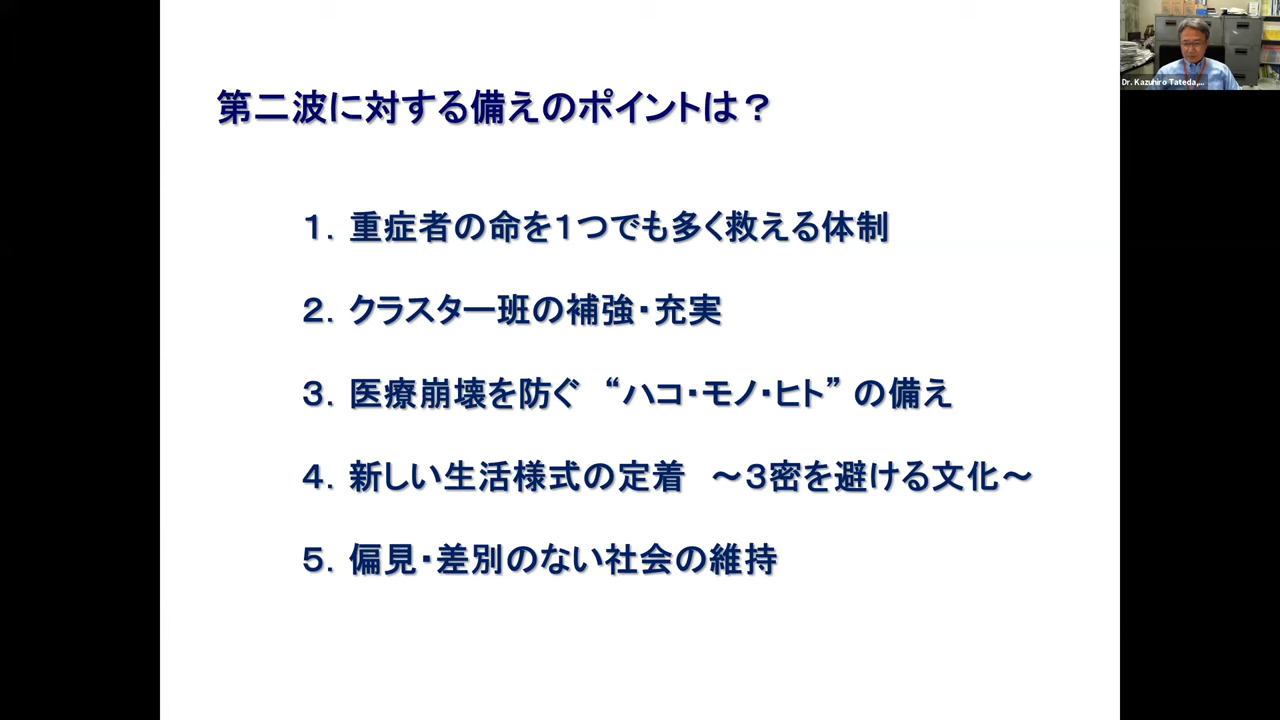 第二波に対する備えのポイントは？
１．重症者の命を１つでも多く救える体制
２．クラスター班の補強・充実
３．医療崩壊を防ぐ　“ハコ・モノ・ヒト” の備え
４．新しい生活様式の定着　～３密を避ける文化～
５．偏見・差別のない社会の維持
Dr. Kazuhiro Tateda,...